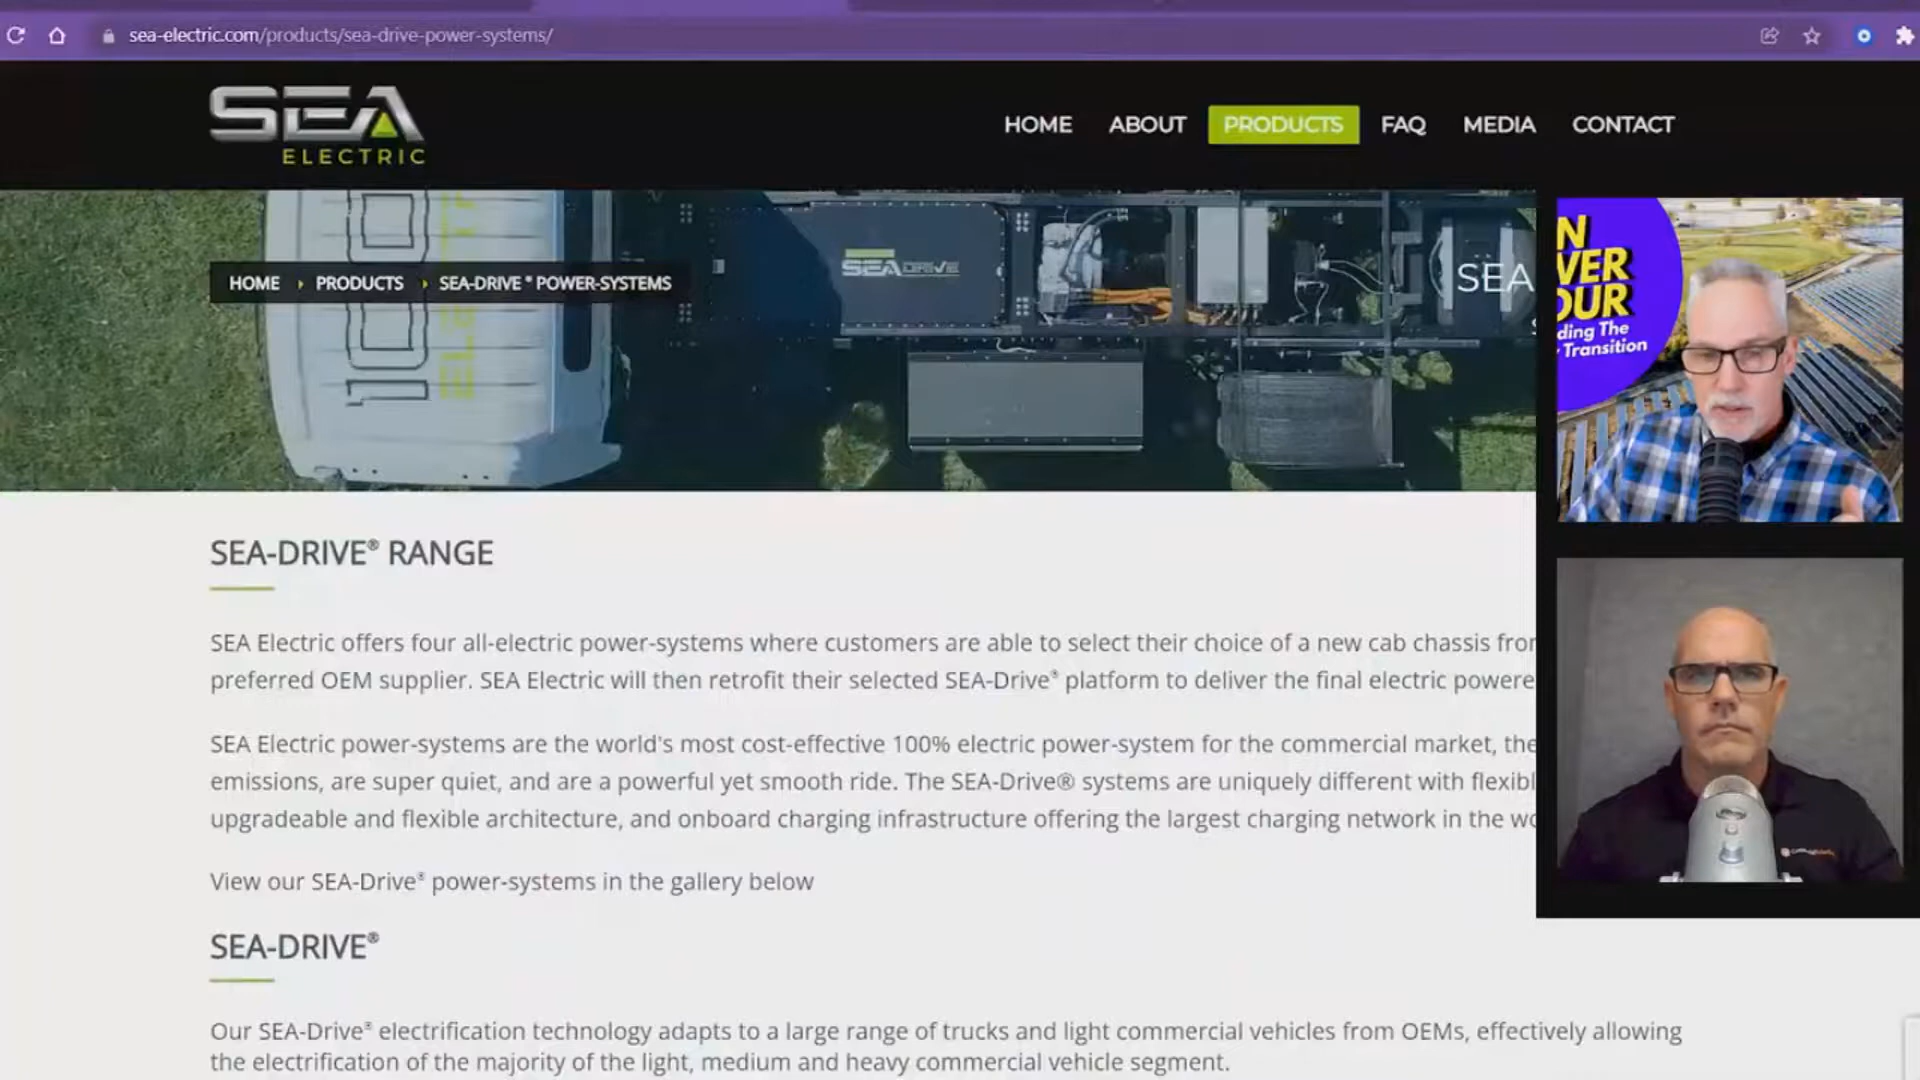 sea-electric.com/products/sea-drive-power-systems/
SEA
ELECTRIC
HOME ABOUT PRODUCTS FAQ MEDIA CONTACT
HOME PRODUCTS SEA-DRIVE ® POWER-SYSTEMS
SEA DRIVE
SEA
N
VER
OUR
ding The
Transition
SEA-DRIVE® RANGE
SEA Electric offers four all-electric power-systems where customers are able to select their choice of a new cab chassis from
preferred OEM supplier. SEA Electric will then retrofit their selected SEA-Drive® platform to deliver the final electric powere
SEA Electric power-systems are the world's most cost-effective 100% electric power-system for the commercial market, the
emissions, are super quiet, and are a powerful yet smooth ride. The SEA-Drive® systems are uniquely different with flexibl
upgradeable and flexible architecture, and onboard charging infrastructure offering the largest charging network in the wo
View our SEA-Drive® power-systems in the gallery below
SEA-DRIVE®
Our SEA-Drive® electrification technology adapts to a large range of trucks and light commercial vehicles from OEMs, effectively allowing
the electrification of the majority of the light, medium and heavy commercial vehicle segment.